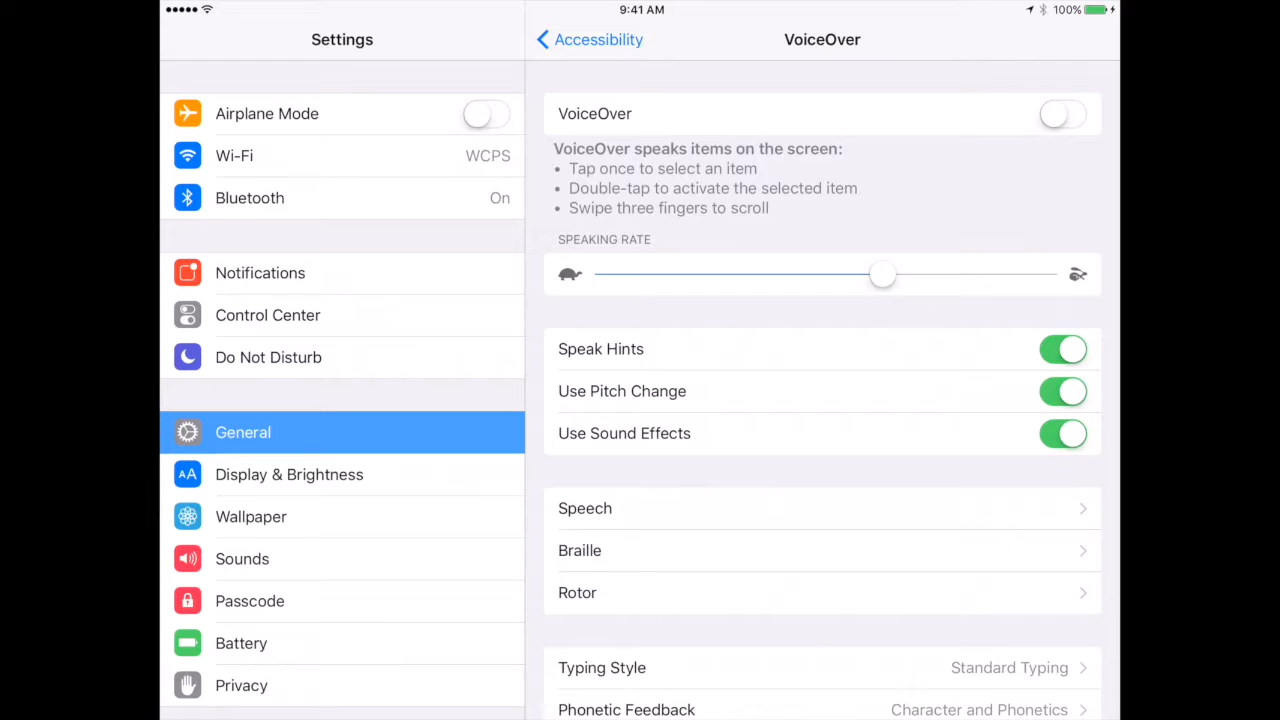 9:41 AM
100%
Settings
Accessibility
VoiceOver
Airplane Mode
Wi-Fi WCPS
Bluetooth On
Notifications
Control Center
Do Not Disturb
General
Display & Brightness
AA
Wallpaper
Sounds
Passcode
Battery
Privacy
VoiceOver
VoiceOver speaks items on the screen:
• Tap once to select an item
• Double-tap to activate the selected item
• Swipe three fingers to scroll
SPEAKING RATE
Speak Hints
Use Pitch Change
Use Sound Effects
Speech
Braille
Rotor
Typing Style Standard Typing
Phonetic Feedback Character and Phonetics